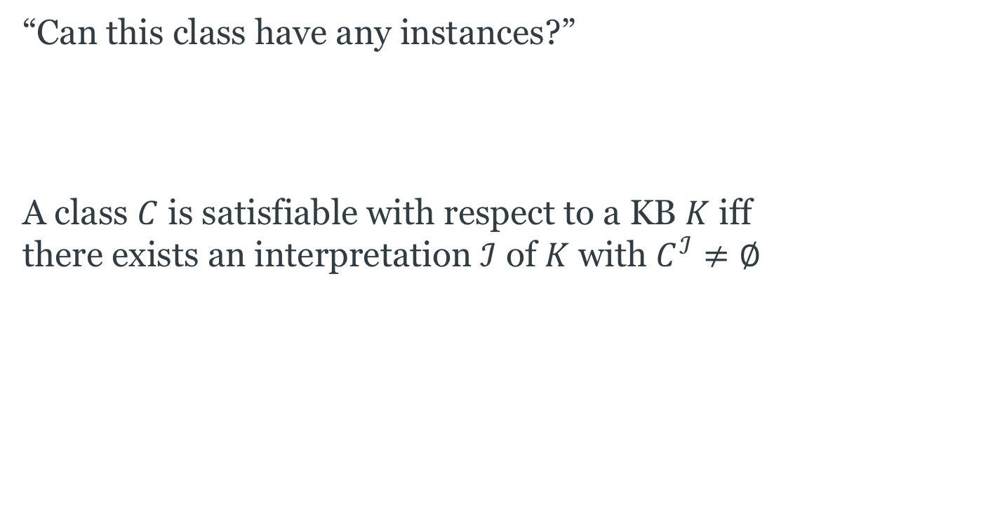 “Can this class have any instances?”
A class 𝐶 is satisfiable with respect to a KB 𝐾 iff
there exists an interpretation ℐ of 𝐾 with 𝐶^ℐ ≠ ∅